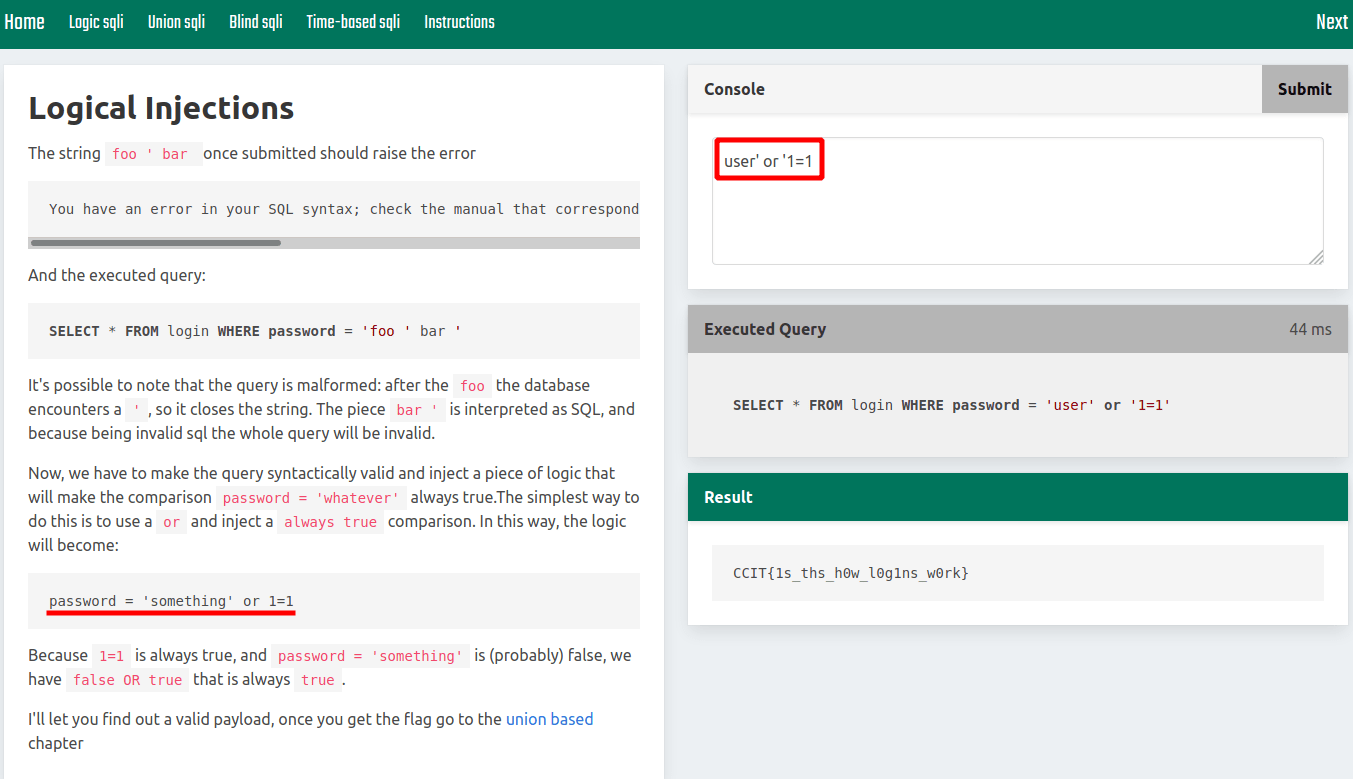 Home Logic sqli Union sqli Blind sqli Time-based sqli Instructions Next
Logical Injections
The string foo ' bar once submitted should raise the error
You have an error in your SQL syntax; check the manual that correspond
And the executed query:
SELECT * FROM login WHERE password = 'foo ' bar '
It's possible to note that the query is malformed: after the foo the database
encounters a ' , so it closes the string. The piece bar ' is interpreted as SQL, and
because being invalid sql the whole query will be invalid.
Now, we have to make the query syntactically valid and inject a piece of logic that
will make the comparison password = 'whatever' always true.The simplest way to
do this is to use a or and inject a always true comparison. In this way, the logic
will become:
password = 'something' or 1=1
Because 1=1 is always true, and password = 'something' is (probably) false, we
have false OR true that is always true .
I'll let you find out a valid payload, once you get the flag go to the union based
chapter
Console Submit
user' or '1=1
Executed Query 44 ms
SELECT * FROM login WHERE password = 'user' or '1=1'
Result
CCIT{1s_ths_h0w_l0g1ns_w0rk}